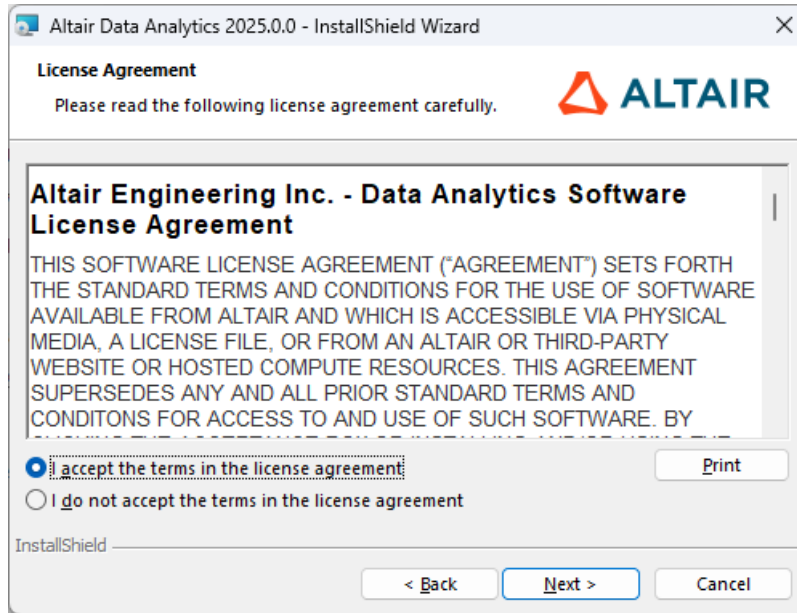 Altair Data Analytics 2025.0.0 - InstallShield Wizard
License Agreement
Please read the following license agreement carefully.
ALTAIR
Altair Engineering Inc. - Data Analytics Software
License Agreement
THIS SOFTWARE LICENSE AGREEMENT (“AGREEMENT”) SETS FORTH
THE STANDARD TERMS AND CONDITIONS FOR THE USE OF SOFTWARE
AVAILABLE FROM ALTAIR AND WHICH IS ACCESSIBLE VIA PHYSICAL
MEDIA, A LICENSE FILE, OR FROM AN ALTAIR OR THIRD-PARTY
WEBSITE OR HOSTED COMPUTE RESOURCES. THIS AGREEMENT
SUPERSEDES ANY AND ALL PRIOR STANDARD TERMS AND
CONDITONS FOR ACCESS TO AND USE OF SUCH SOFTWARE. BY
I accept the terms in the license agreement
Print
I do not accept the terms in the license agreement
InstallShield
< Back
Next >
Cancel